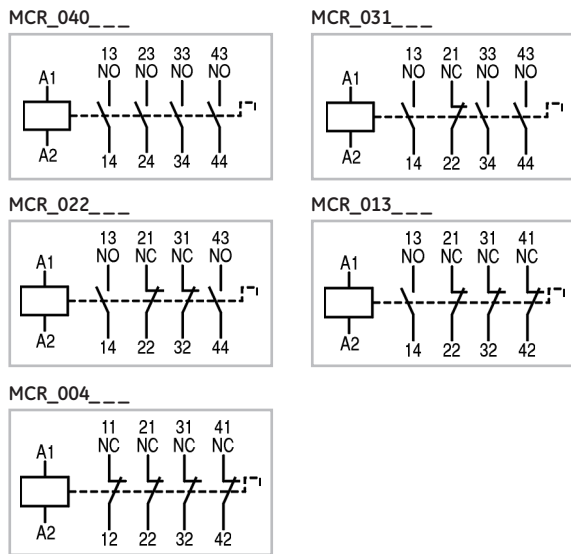 MCR_040_ _ _
13 23 33 43
NO NO NO NO
A1
A2
14 24 34 44
MCR_031_ _ _
13 21 33 43
NO NC NO NO
A1
A2
14 22 34 44
MCR_022_ _ _
13 21 31 43
NO NC NC NO
A1
A2
14 22 32 44
MCR_013_ _ _
13 21 31 41
NO NC NC NC
A1
A2
14 22 32 42
MCR_004_ _ _
11 21 31 41
NC NC NC NC
A1
A2
12 22 32 42